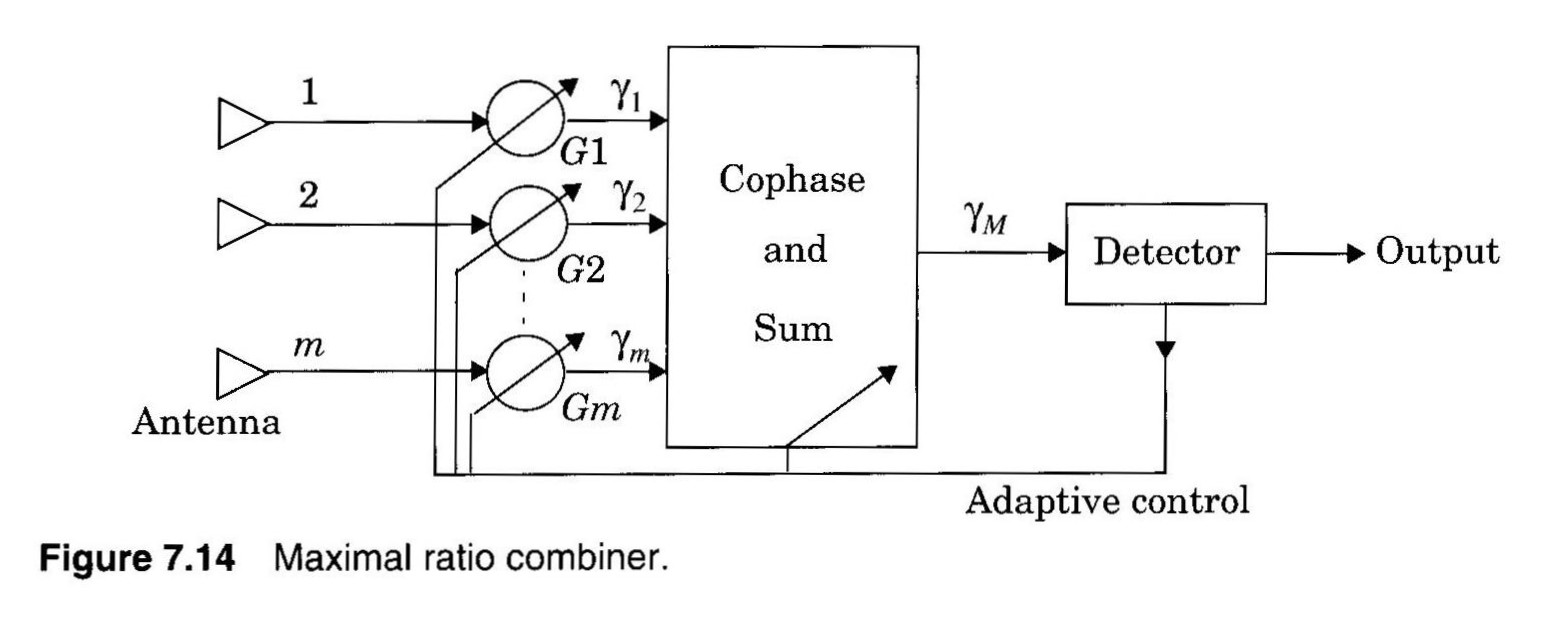 1
γ1
G1
2
γ2
G2
m
γm
Gm
Antenna
Cophase
and
Sum
γM
Detector
Output
Adaptive control
Figure 7.14 Maximal ratio combiner.